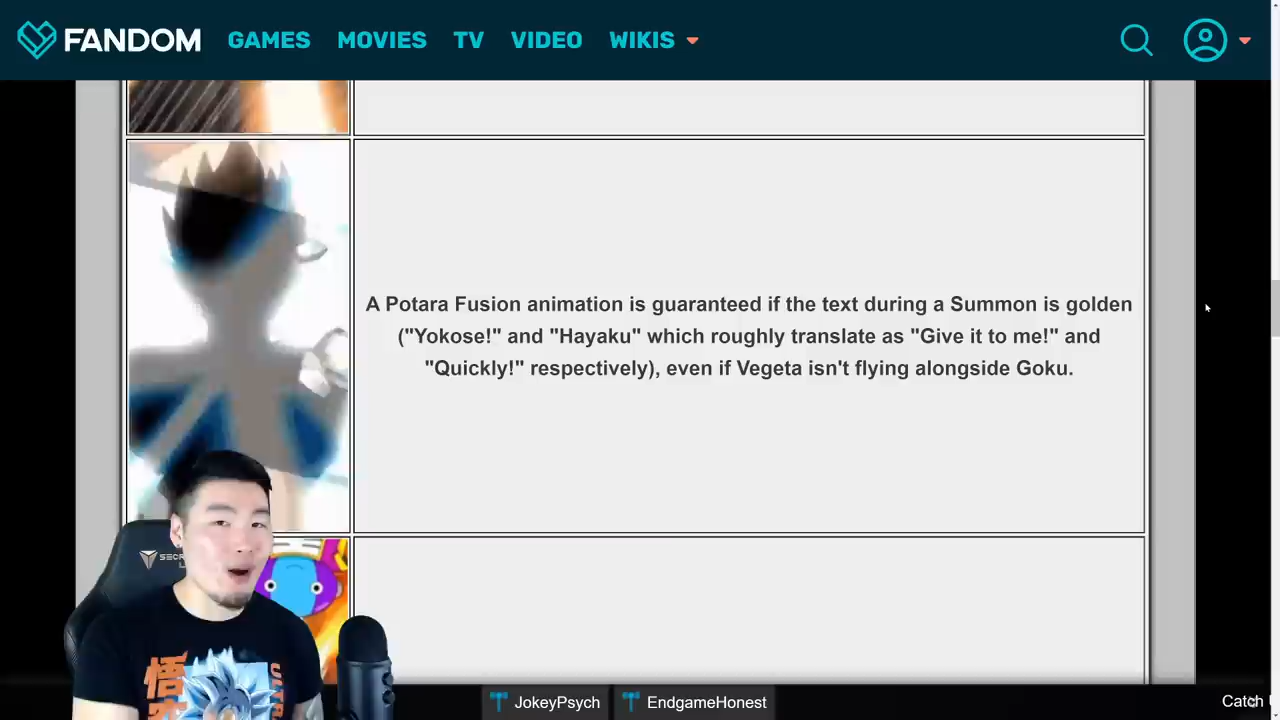 FANDOM GAMES MOVIES TV VIDEO WIKIS
A Potara Fusion animation is guaranteed if the text during a Summon is golden
("Yokose!" and "Hayaku" which roughly translate as "Give it to me!" and
"Quickly!" respectively), even if Vegeta isn't flying alongside Goku.
悟
JokeyPsych EndgameHonest Catch